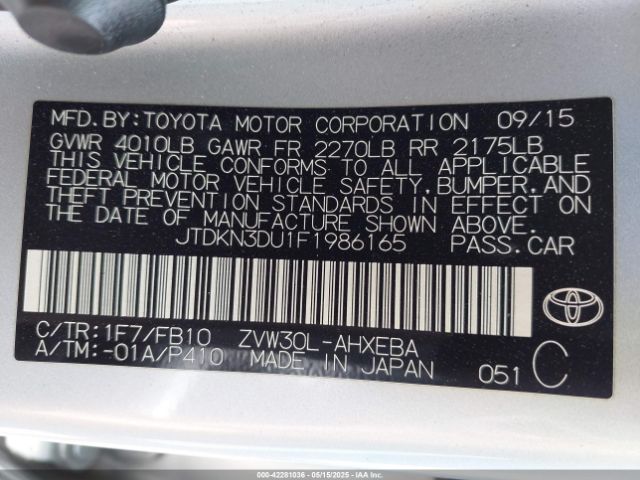 MFD.BY:TOYOTA MOTOR CORPORATION 09/15
GVWR 4010LB GAWR FR 2270LB RR 2175LB
THIS VEHICLE CONFORMS TO ALL APPLICABLE
FEDERAL MOTOR VEHICLE SAFETY,BUMPER,AND
THEFT PREVENTION STANDARDS IN EFFECT ON
THE DATE OF MANUFACTURE SHOWN ABOVE.
JTDKN3DU1F1986165 PASS.CAR
C/TR:1F7/FB10 ZVW30L-AHXEBA
A/TM:-01A/P410 MADE IN JAPAN 051 C
000-42281036 - 05/15/2025 - IAAI Copart